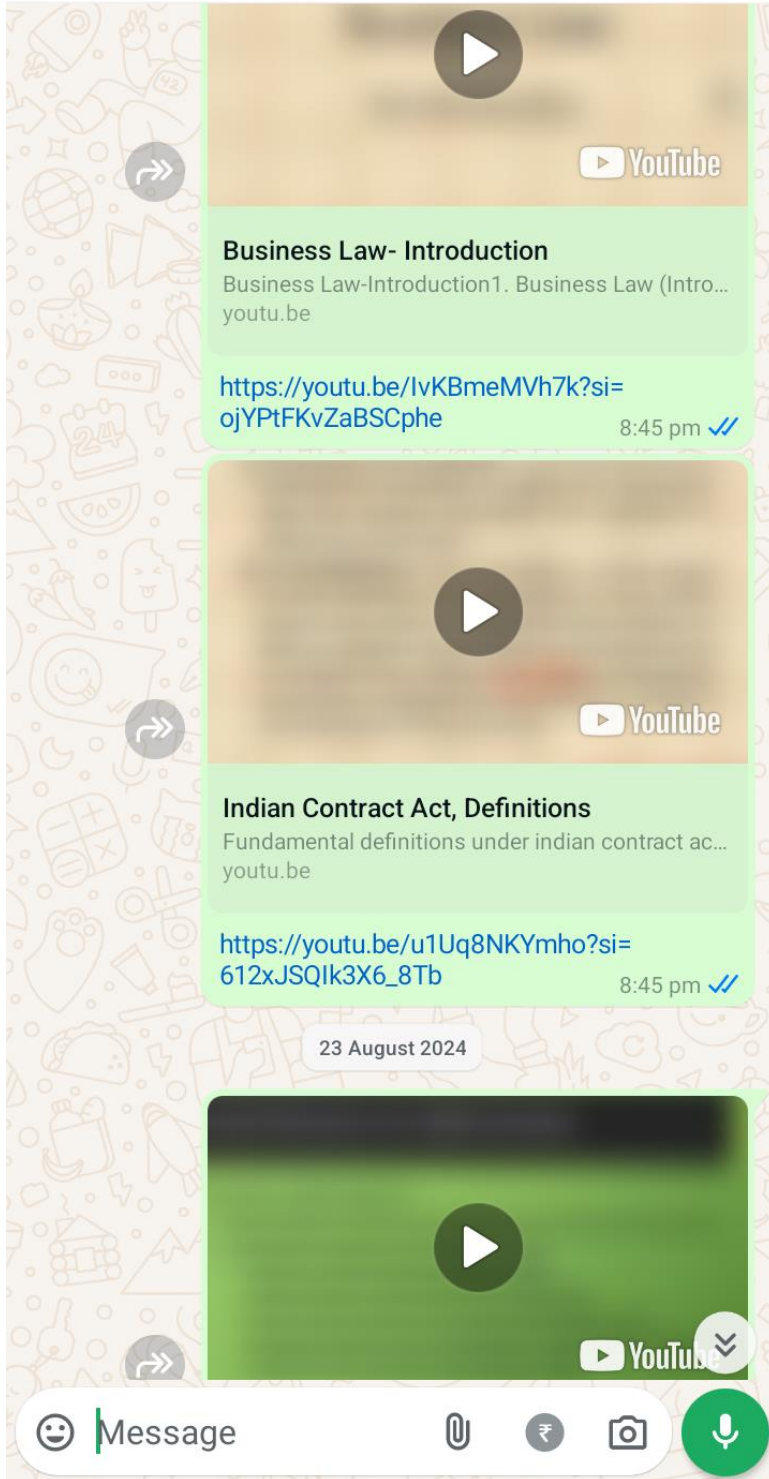 YouTube
Business Law- Introduction
Business Law-Introduction1. Business Law (Intro...
youtu.be
https://youtu.be/IvKBmeMVh7k?si=
ojYPtFKvZaBSCphe
8:45 pm
YouTube
Indian Contract Act, Definitions
Fundamental definitions under indian contract ac...
youtu.be
https://youtu.be/u1Uq8NKYmho?si=
612xJSQIk3X6_8Tb
8:45 pm
23 August 2024
YouTube
Message
₹